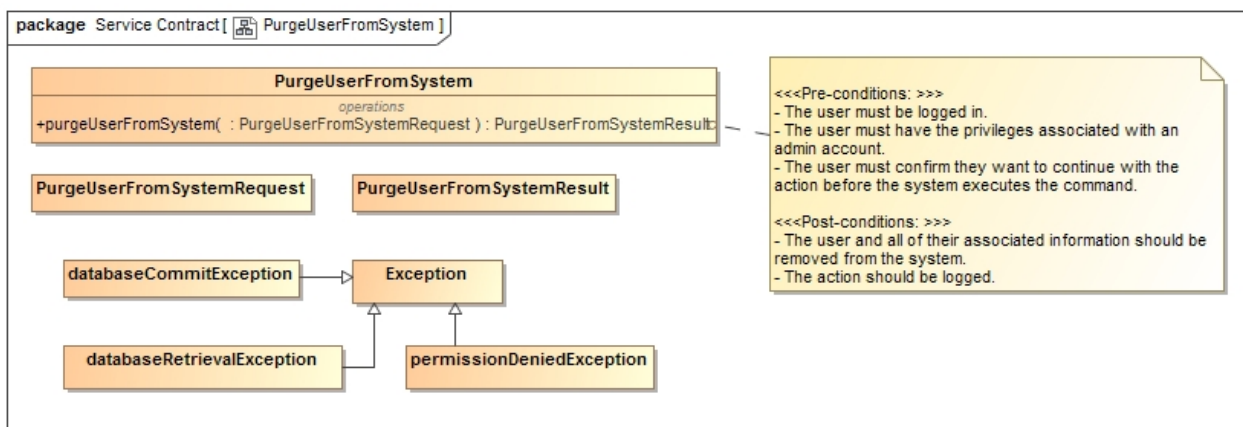 package Service Contract [ PurgeUserFromSystem ]
PurgeUserFromSystem
operations
+purgeUserFromSystem( : PurgeUserFromSystemRequest ) : PurgeUserFromSystemResult
<<<Pre-conditions: >>>
- The user must be logged in.
- The user must have the privileges associated with an
admin account.
- The user must confirm they want to continue with the
action before the system executes the command.
<<<Post-conditions: >>>
- The user and all of their associated information should be
removed from the system.
- The action should be logged.
PurgeUserFromSystemRequest
PurgeUserFromSystemResult
databaseCommitException
Exception
databaseRetrievalException
permissionDeniedException